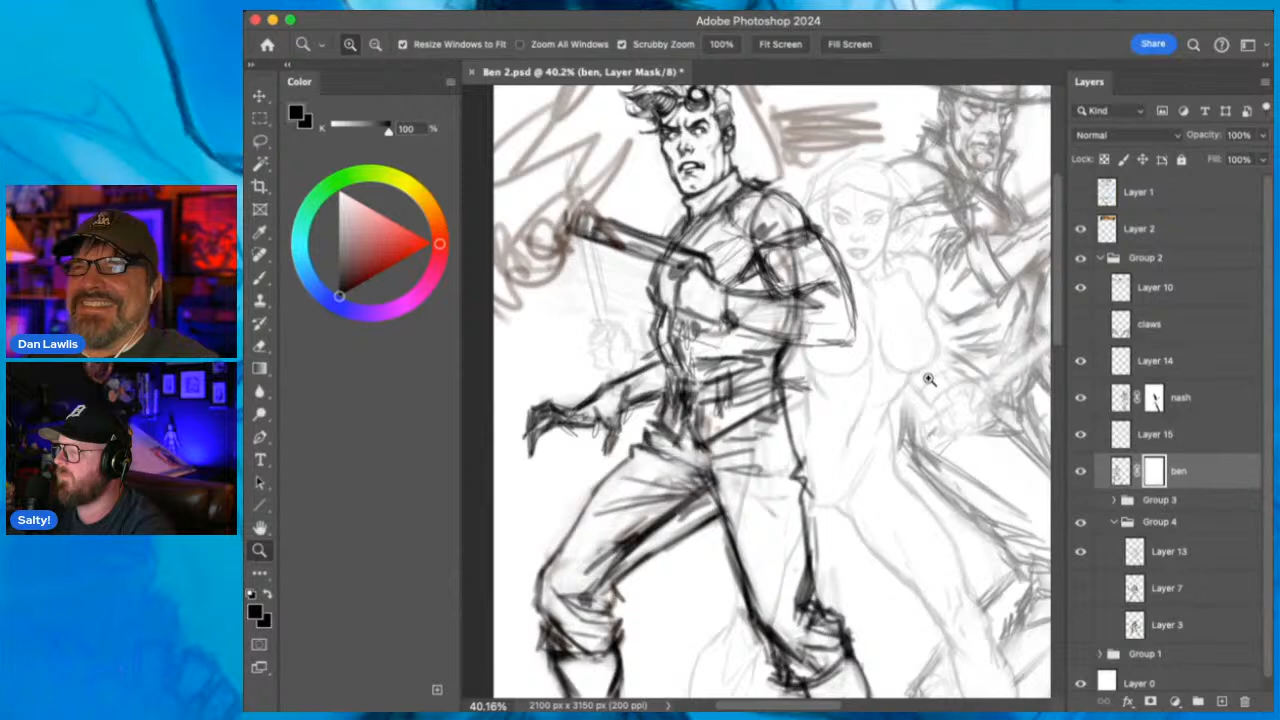 Adobe Photoshop 2024
Resize Windows to Fit
Zoom All Windows
Scrubby Zoom
100%
Fit Screen
Fill Screen
Share
Color
Ben 2.psd @ 40.2% (ben, Layer Mask/8) *
Layers
K
100
%
Kind
Normal
Opacity: 100%
Lock:
Fill: 100%
Layer 1
Layer 2
Group 2
Layer 10
claws
Layer 14
nash
Layer 15
ben
Group 3
Group 4
Layer 13
Layer 7
Layer 3
Group 1
Layer 0
Dan Lawlis
Salty!
40.16%
2100 px x 3150 px (200 ppi)
fx